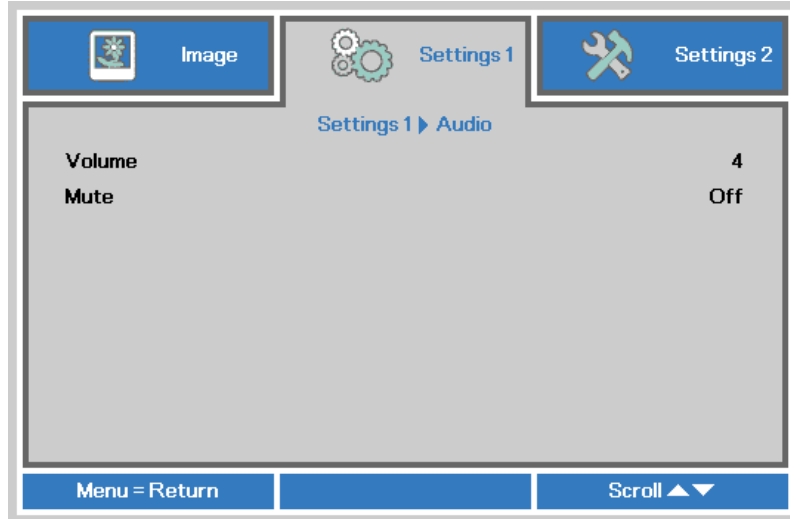 Image
Settings 1
Settings 2
Settings 1 ▶ Audio
Volume 4
Mute Off
Menu = Return
Scroll ▲▼